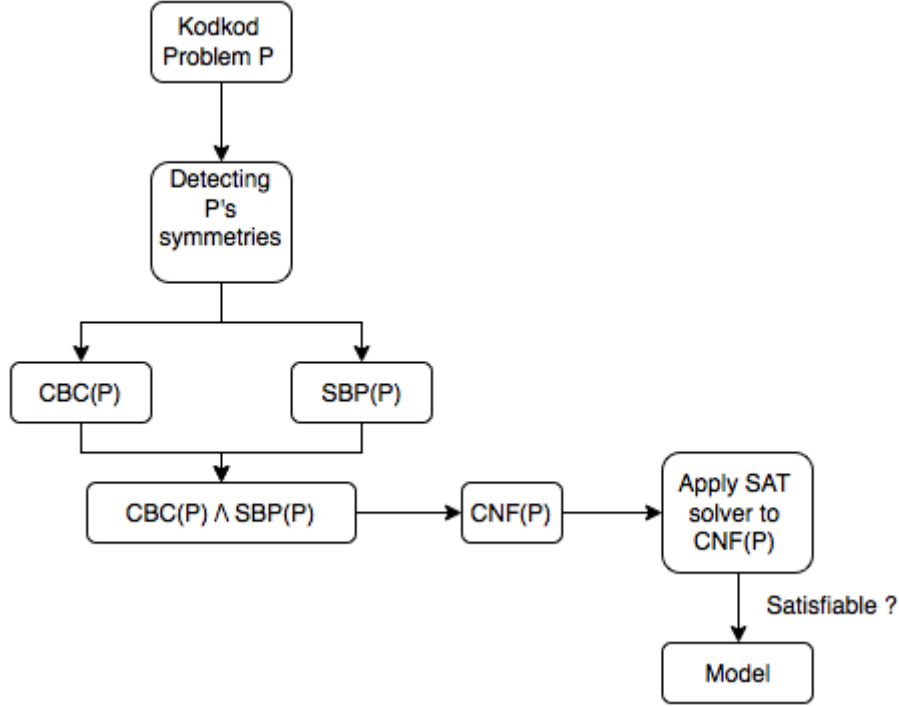 Kodkod
Problem P
Detecting
P's
symmetries
CBC(P)
SBP(P)
CBC(P) Λ SBP(P)
CNF(P)
Apply SAT
solver to
CNF(P)
Satisfiable ?
Model